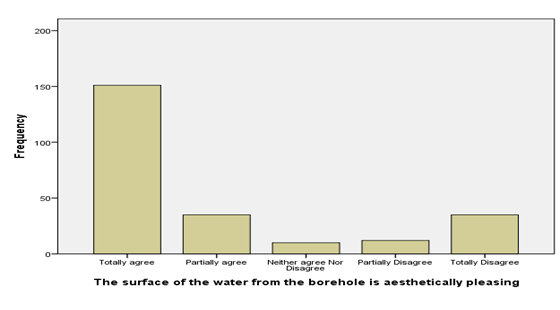 200
150
100
50
0
Frequency
Totally agree
Partially agree
Neither agree Nor
Disagree
Partially Disagree
Totally Disagree
The surface of the water from the borehole is aesthetically pleasing